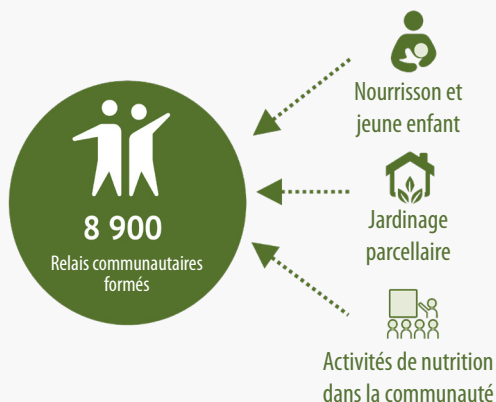 8 900
Relais communautaires
formés
Nourrisson et
jeune enfant
Jardinage
parcellaire
Activités de nutrition
dans la communauté